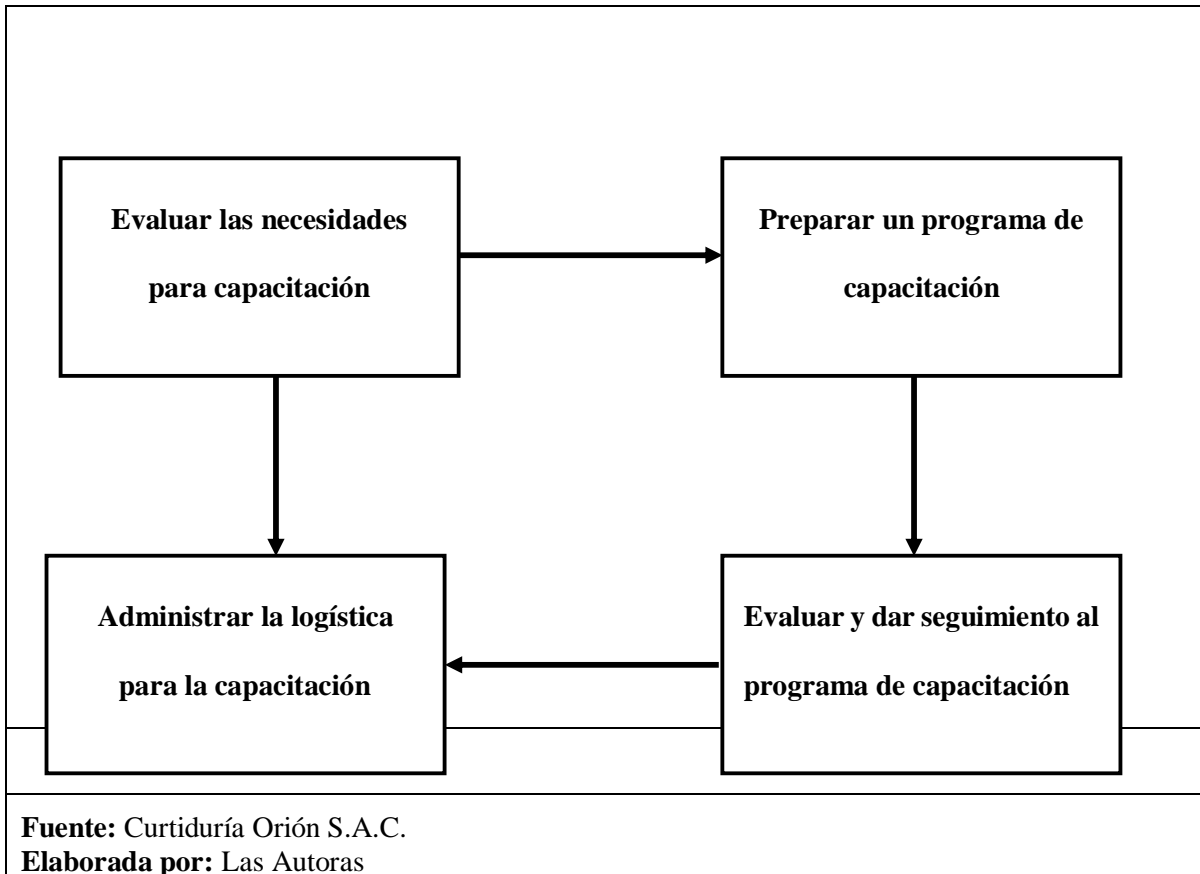 Evaluar las necesidades
para capacitación
Preparar un programa de
capacitación
Administrar la logística
para la capacitación
Evaluar y dar seguimiento al
programa de capacitación
Fuente: Curtiduría Orión S.A.C.
Elaborada por: Las Autoras